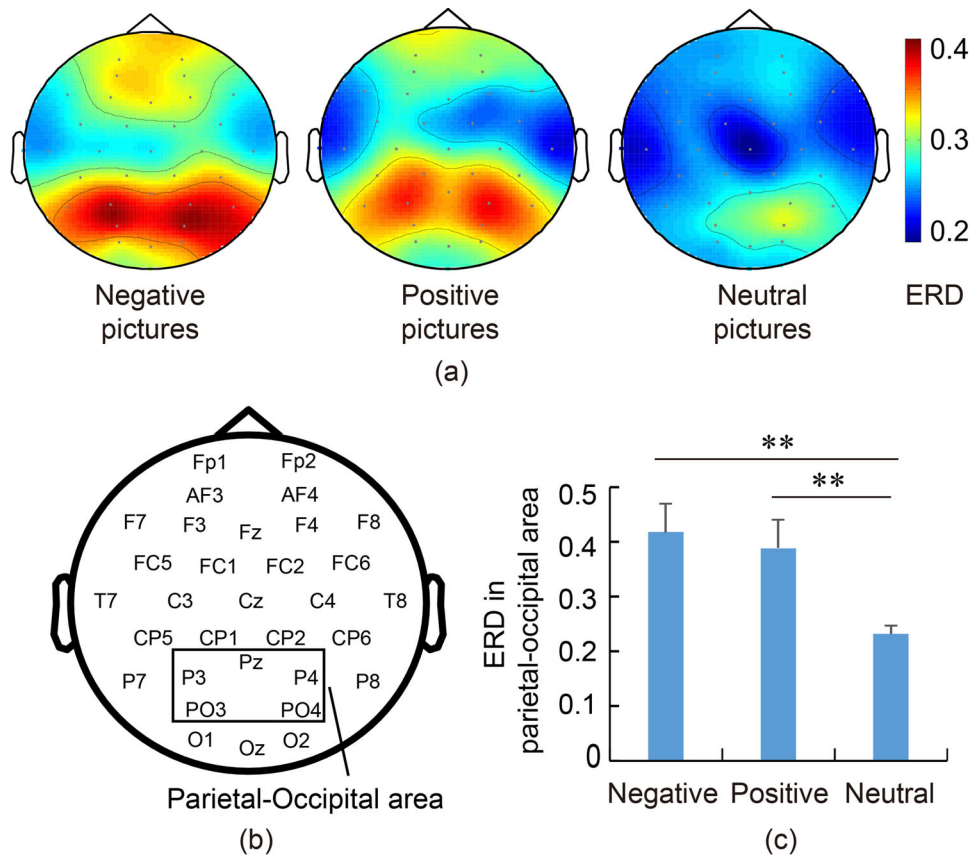 0.4
0.3
0.2
Negative pictures
Positive pictures
Neutral pictures
ERD
(a)
Fp1 Fp2
AF3 AF4
F7 F3 Fz F4 F8
FC5 FC1 FC2 FC6
T7 C3 Cz C4 T8
CP5 CP1 CP2 CP6
P7 P3 Pz P4 P8
PO3 PO4
O1 Oz O2
Parietal-Occipital area
(b)
**
**
ERD in
parietal-occipital area
0.5
0.4
0.3
0.2
0.1
0
Negative Positive Neutral
(c)